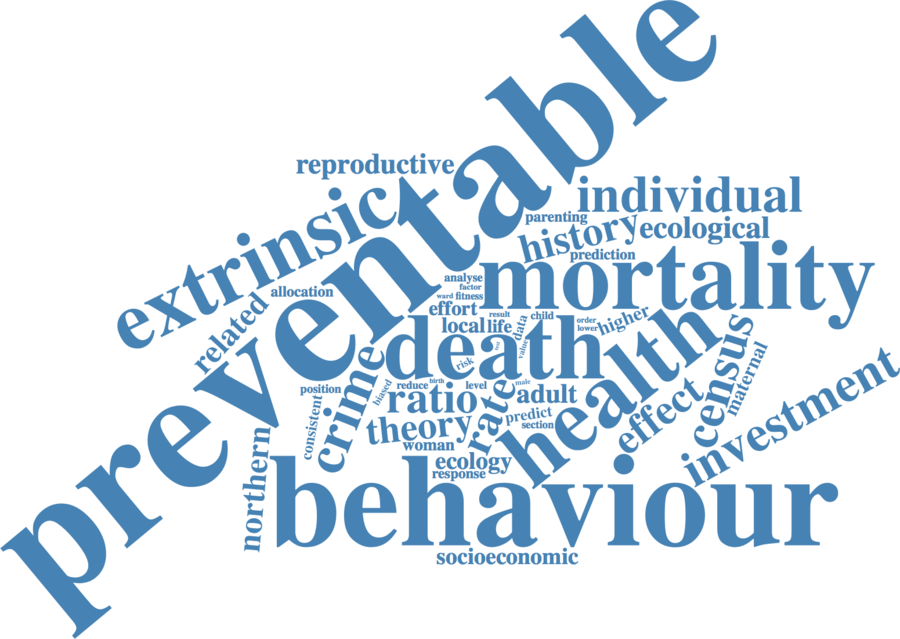 preventable
reproductive
extrinsic
individual
parenting
history
ecological
prediction
mortality
analyse
factor
ward
fitness
allocation
related
effort
result
local
life
data
child
order
lower
higher
death
risk
value
health
census
maternal
crime
position
biased
reduce
birth
level
male
ratio
rate
adult
consistent
theory
predict
section
effect
investment
woman
ecology
response
northern
behaviour
socioeconomic